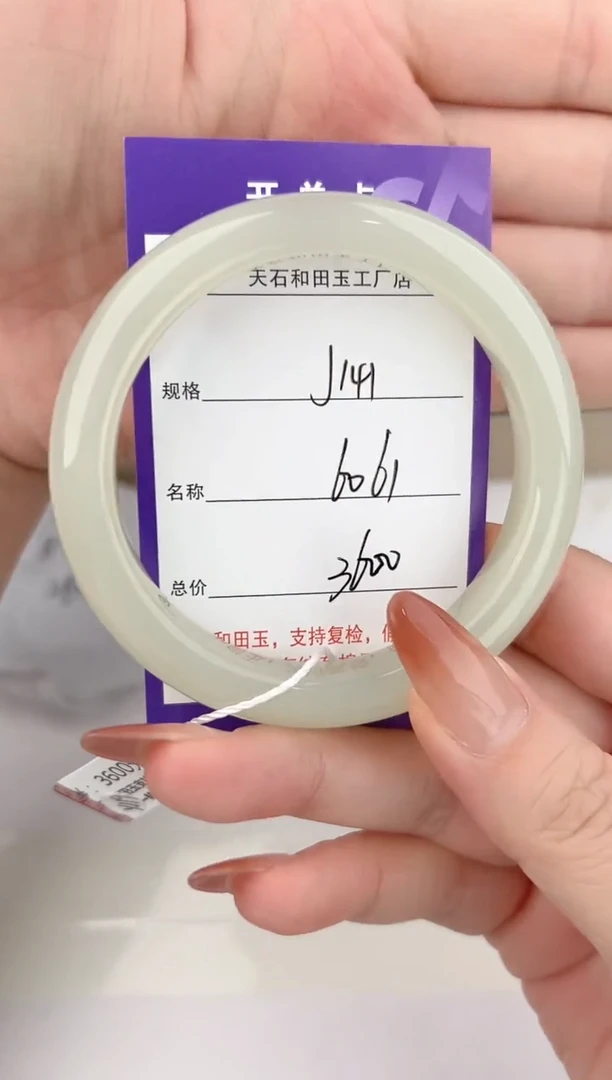 天石和田玉工厂店
规格 J141
名称 6061
总价 3600
和田玉，支持复检，
3600